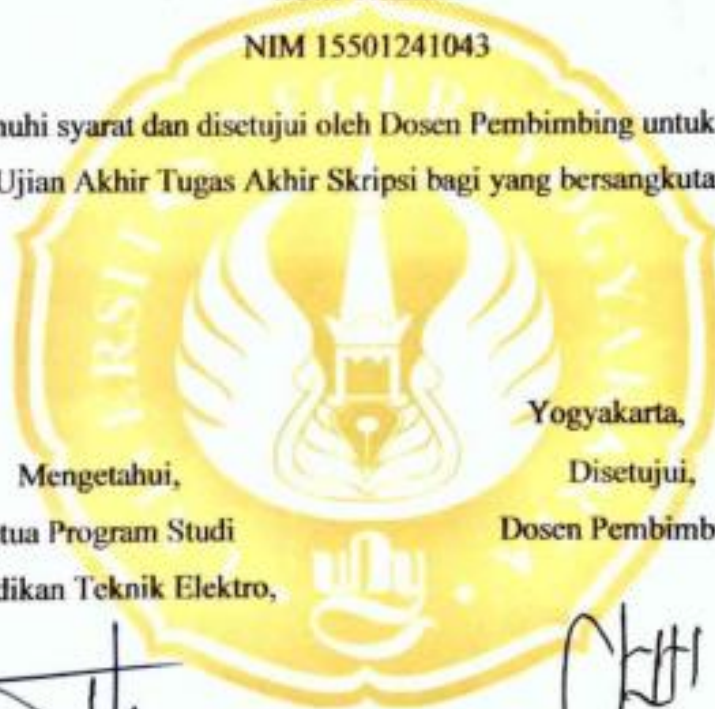 NIM 15501241043
nuhi syarat dan disetujui oleh Dosen Pembimbing untuk
Ujian Akhir Tugas Akhir Skripsi bagi yang bersangkuta
Yogyakarta,
Mengetahui,
Disetujui,
tua Program Studi
Dosen Pembimb
dikan Teknik Elektro,